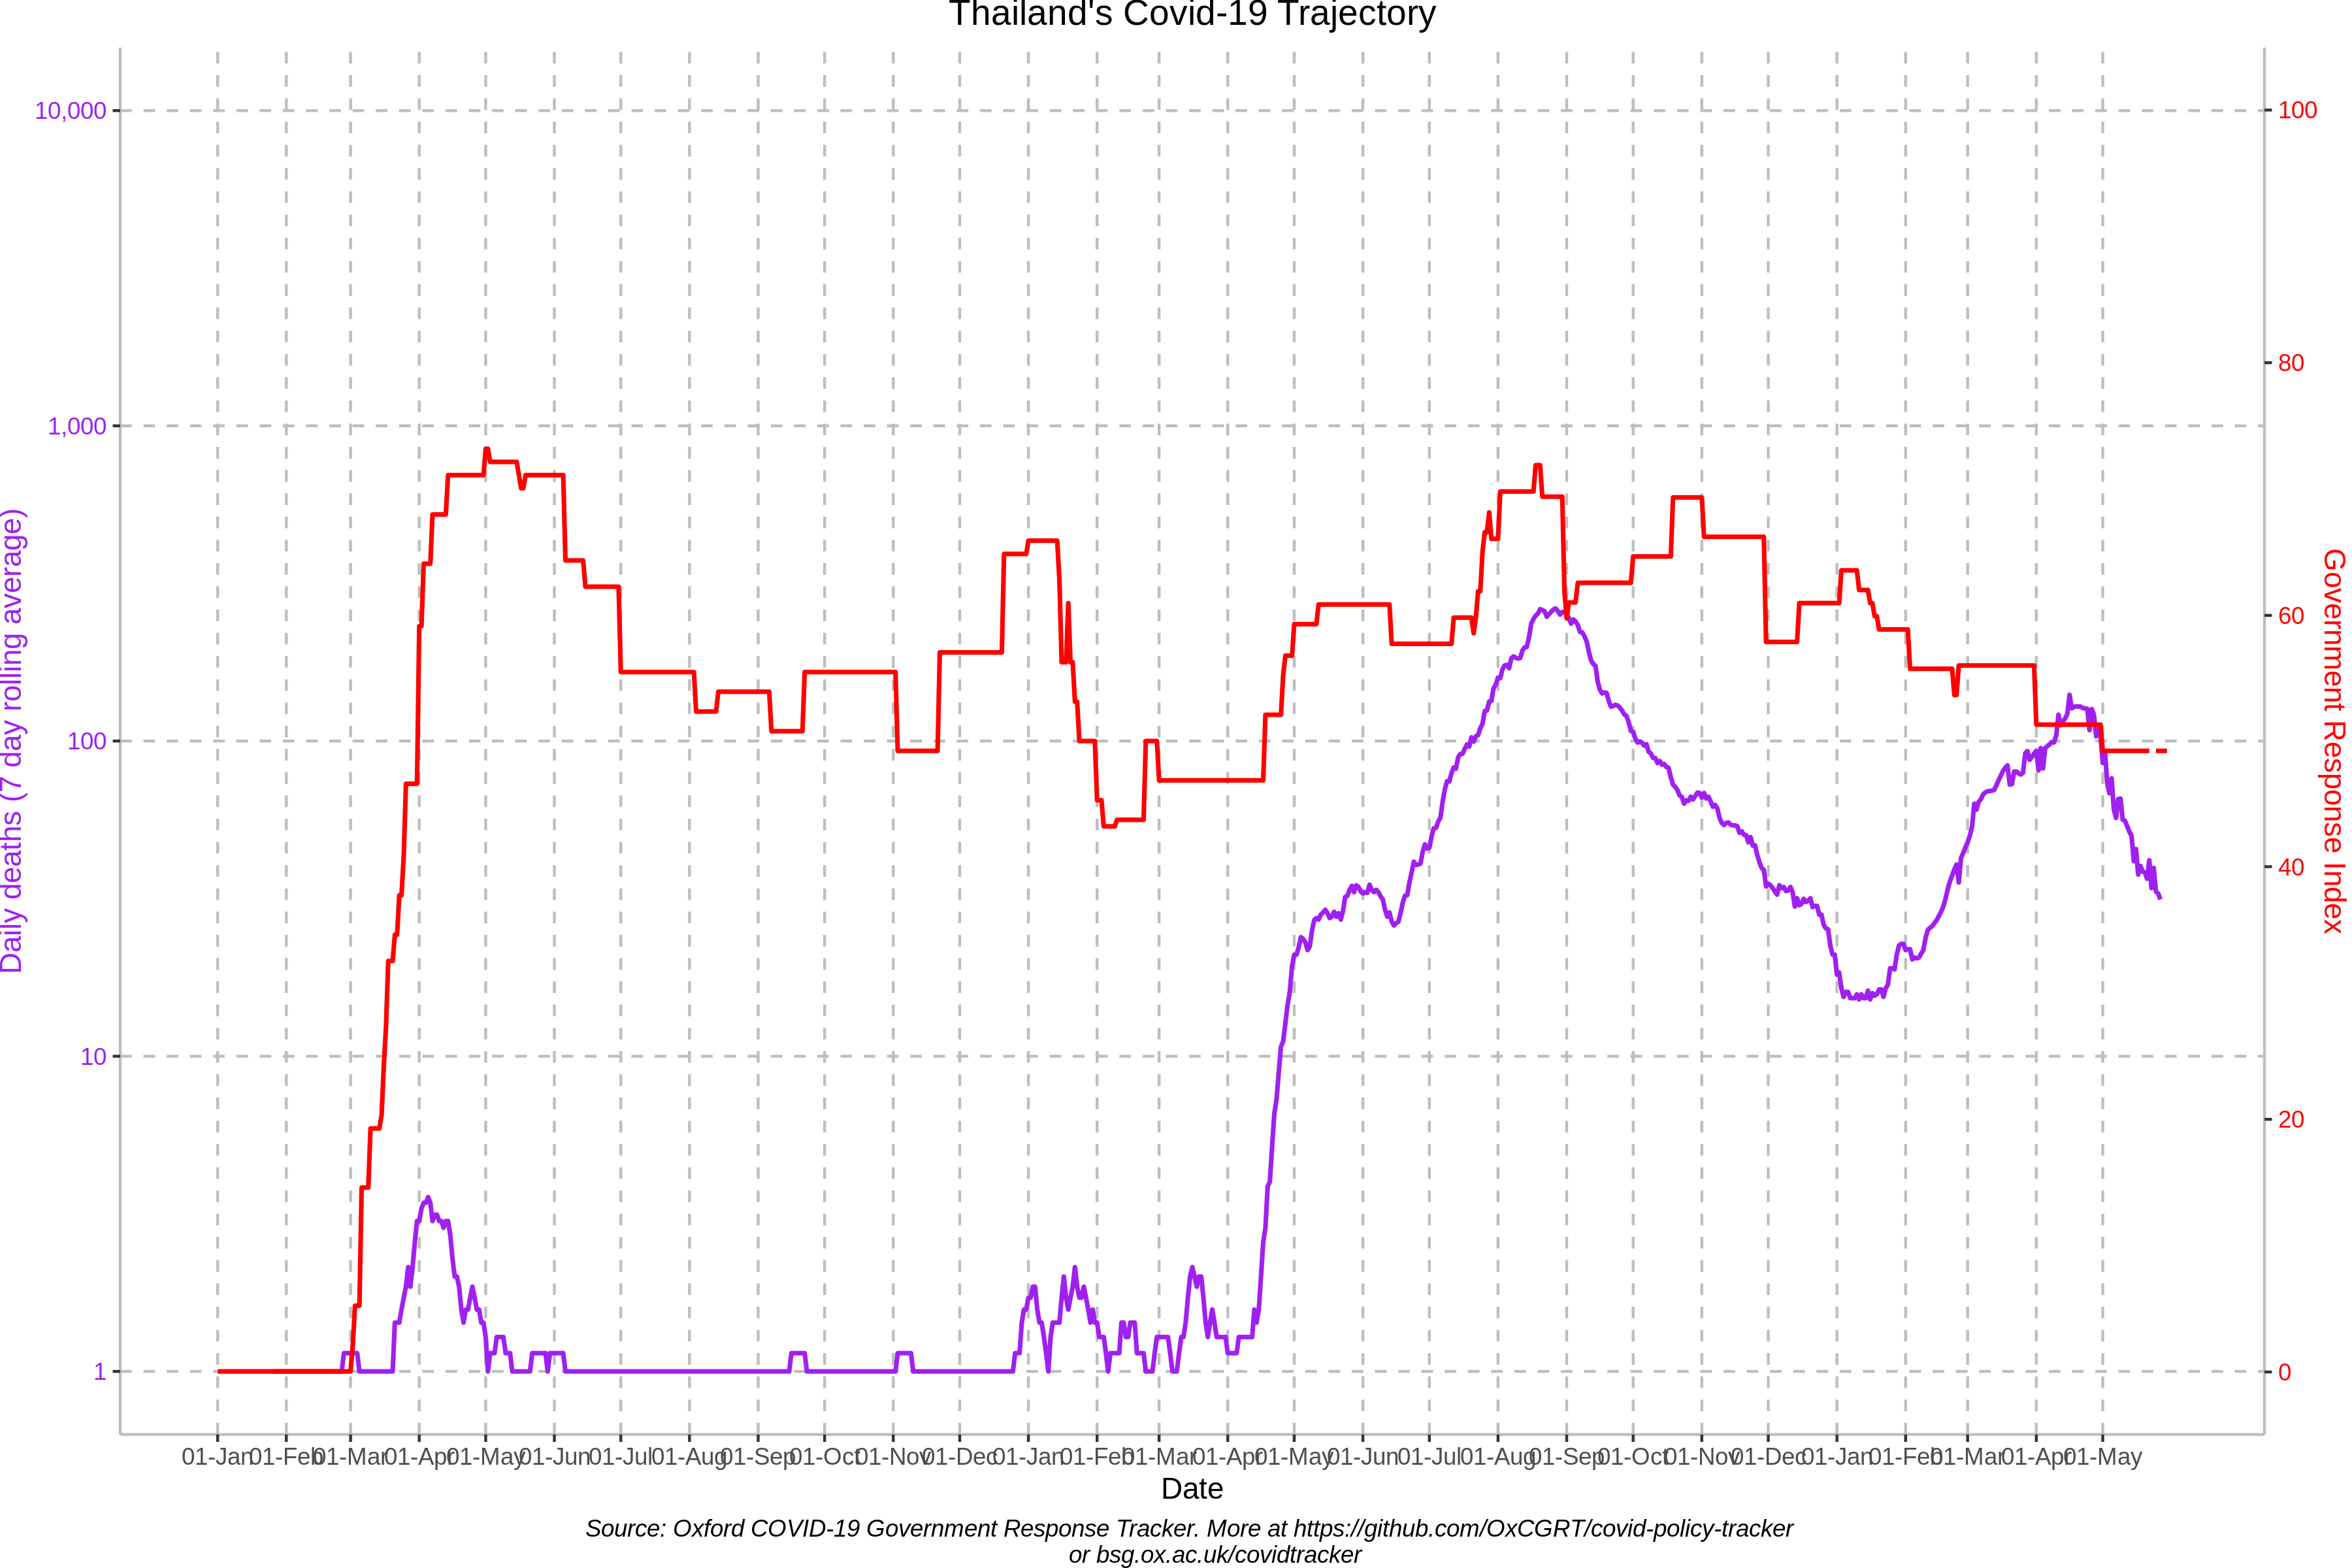 Thailand's Covid-19 Trajectory
10,000
1,000
100
10
1
Daily deaths (7 day rolling average)
100
80
60
40
20
0
Government Response Index
01-Jan 01-Feb 01-Mar 01-Apr 01-May 01-Jun 01-Jul 01-Aug 01-Sep 01-Oct 01-Nov 01-Dec 01-Jan 01-Feb 01-Mar 01-Apr 01-May 01-Jun 01-Jul 01-Aug 01-Sep 01-Oct 01-Nov 01-Dec 01-Jan 01-Feb 01-Mar 01-Apr 01-May
Date
Source: Oxford COVID-19 Government Response Tracker. More at https://github.com/OxCGRT/covid-policy-tracker
or bsg.ox.ac.uk/covidtracker